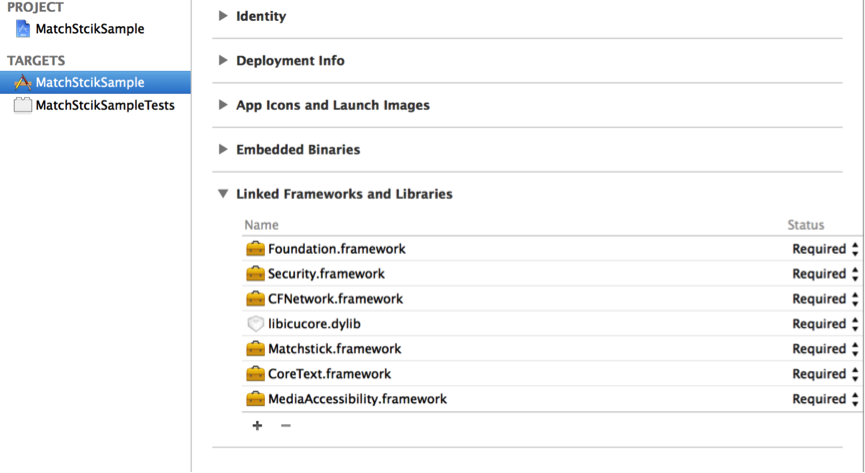 PROJECT
MatchStcikSample
TARGETS
MatchStcikSample
MatchStcikSampleTests
Identity
Deployment Info
App Icons and Launch Images
Embedded Binaries
Linked Frameworks and Libraries
Name Status
Foundation.framework Required
Security.framework Required
CFNetwork.framework Required
libicucore.dylib Required
Matchstick.framework Required
CoreText.framework Required
MediaAccessibility.framework Required
+ −